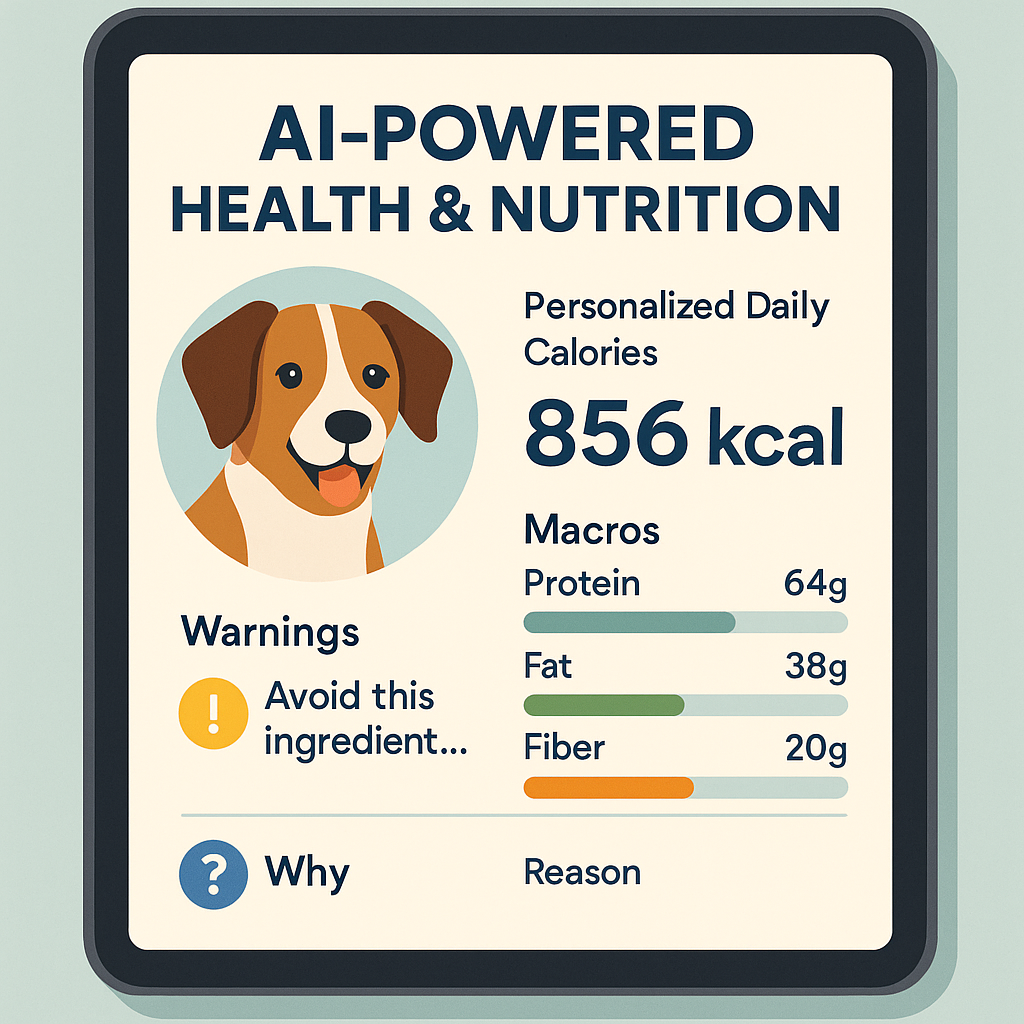 AI-POWERED
HEALTH & NUTRITION
Personalized Daily
Calories
856 kcal
Macros
Protein 64g
Fat 38g
Fiber 20g
Warnings
! Avoid this
ingredient...
? Why Reason